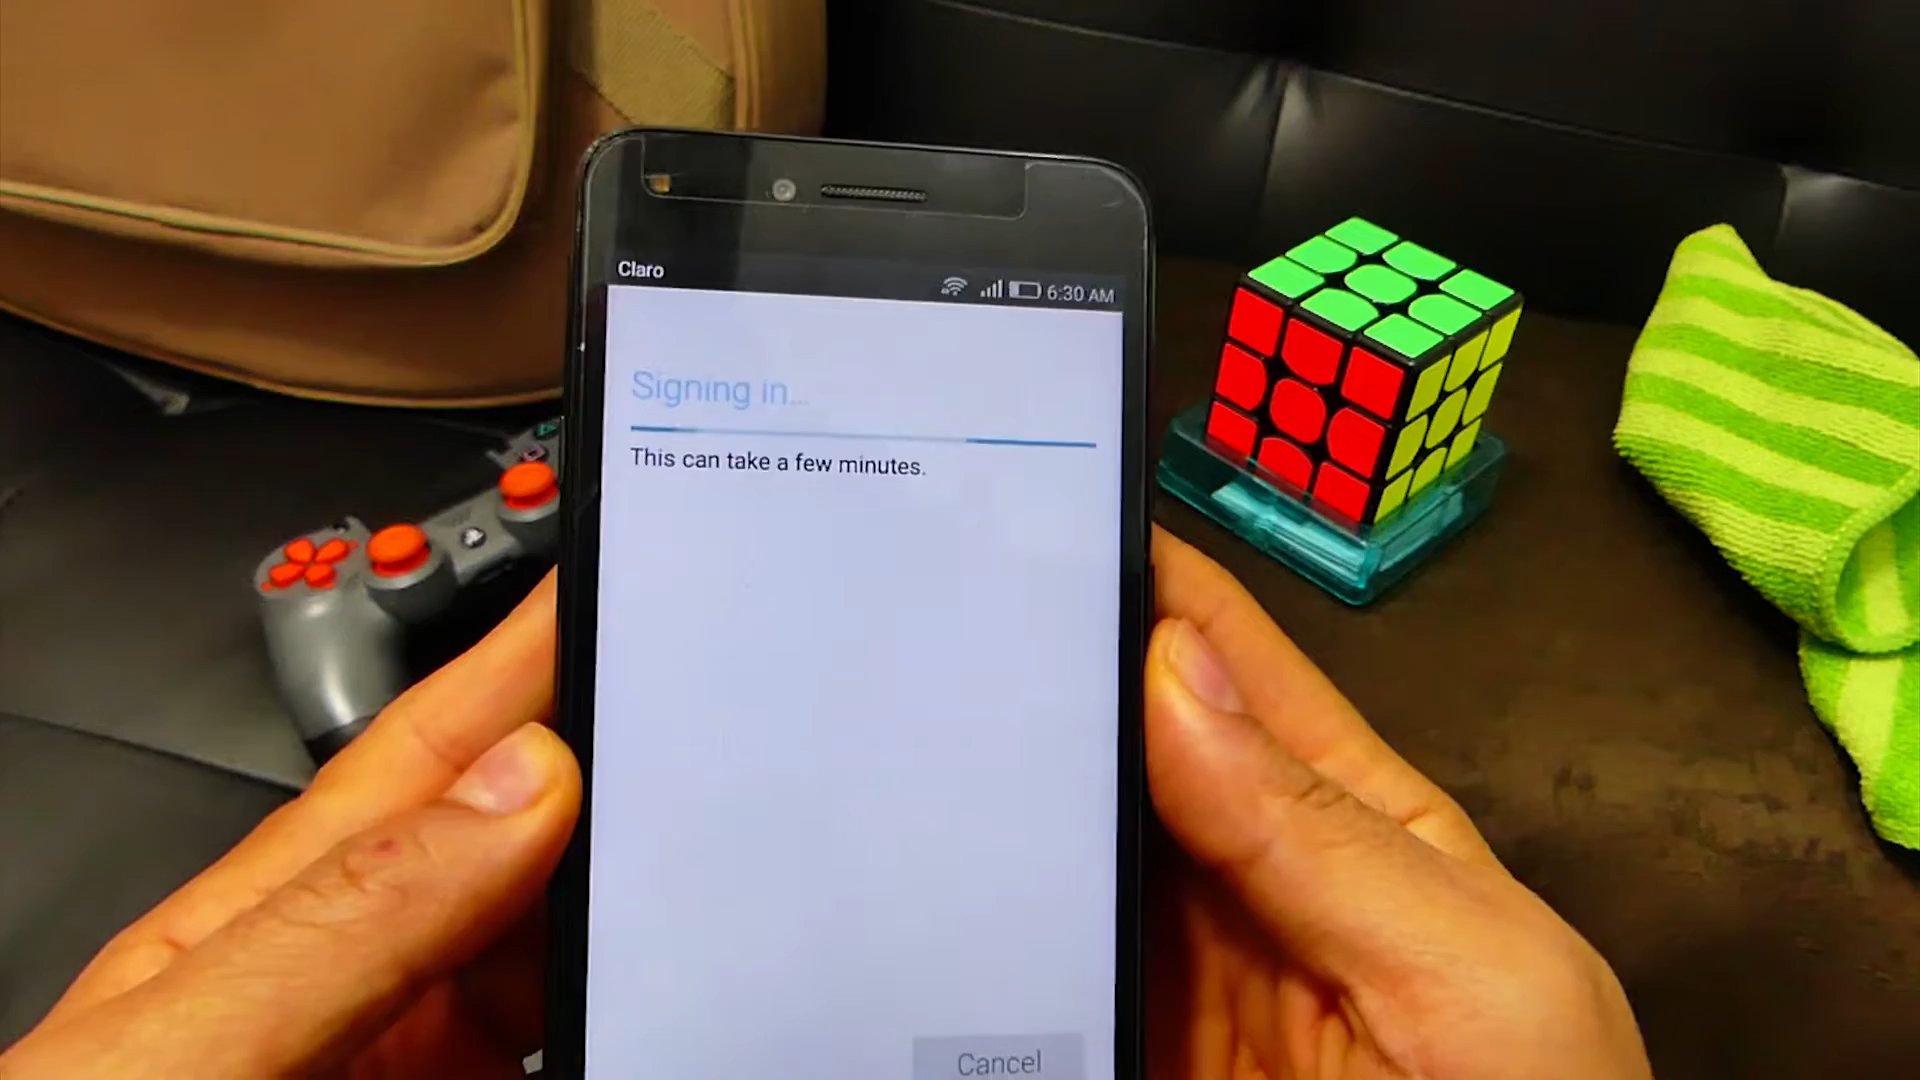 Claro
6:30 AM
Signing in...
This can take a few minutes.
Cancel